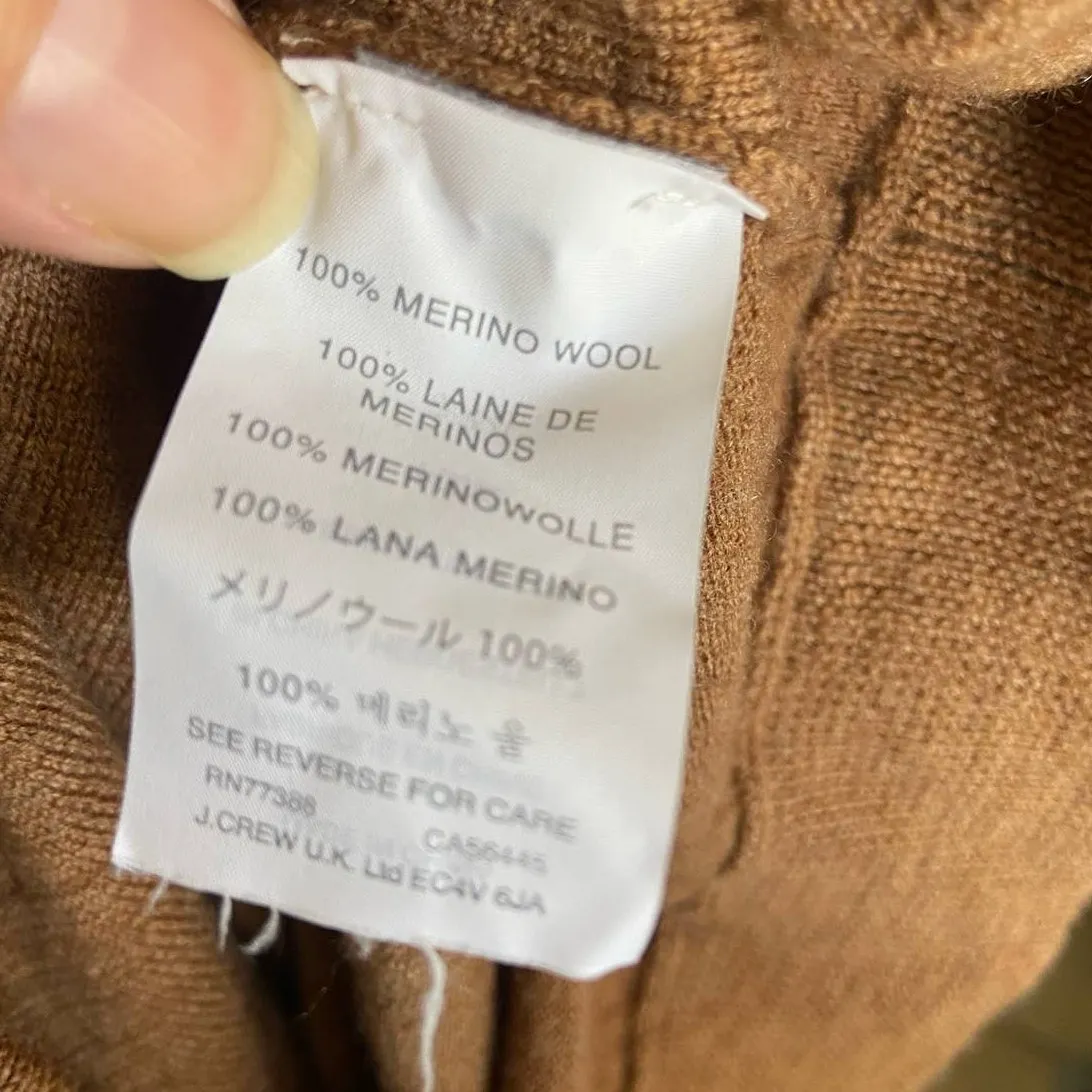 100% MERINO WOOL
100% LAINE DE
MERINOS
100% MERINOWOLLE
100% LANA MERINO
メリノウール 100%
100% 메리노 울
SEE REVERSE FOR CARE
RN77388
CA56445
J.CREW U.K. Ltd EC4V 6JA